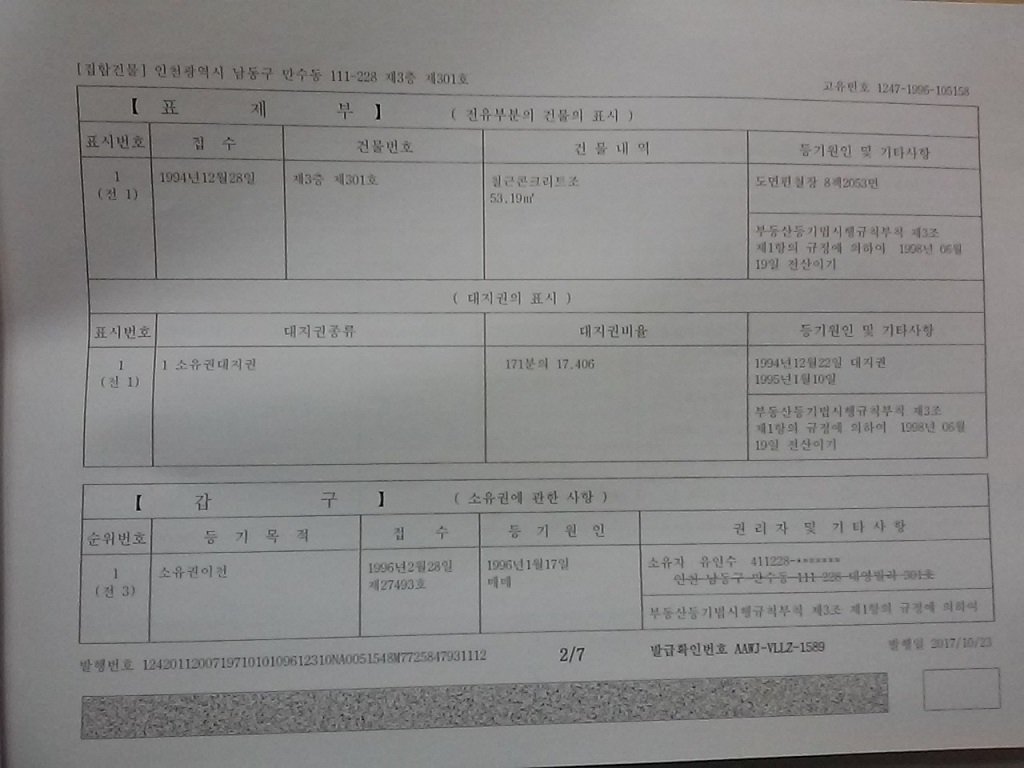 [집합건물] 인천광역시 남동구 만수동 111-228 제3층 제301호
고유번호 1247-1996-105158
【 표 제 부 】 ( 전유부분의 건물의 표시 )
표시번호 접 수 건물번호 건 물 내 역 등기원인 및 기타사항
1 1994년12월28일 제3층 제301호 철근콘크리트조 도면편철장 8책2053면
(전 1) 53.19㎡
부동산등기법시행규칙부칙 제3조
제1항의 규정에 의하여 1998년 06월
19일 전산이기
( 대지권의 표시 )
표시번호 대지권종류 대지권비율 등기원인 및 기타사항
1 1 소유권대지권 171분의 17.406 1994년12월22일 대지권
(전 1) 1995년1월10일
부동산등기법시행규칙부칙 제3조
제1항의 규정에 의하여 1998년 06월
19일 전산이기
【 갑 구 】 ( 소유권에 관한 사항 )
순위번호 등 기 목 적 접 수 등 기 원 인 권 리 자 및 기 타 사 항
1 소유권이전 1996년2월28일 1996년1월17일 소유자 유인수 411228-*******
(전 3) 제27493호 매매 인천 남동구 만수동 111-228 301호
부동산등기법시행규칙부칙 제3조 제1항의 규정에 의하여
발행번호 발급확인번호 AAWJ-VLLZ-1589 2/7 발행일 2017/10/23